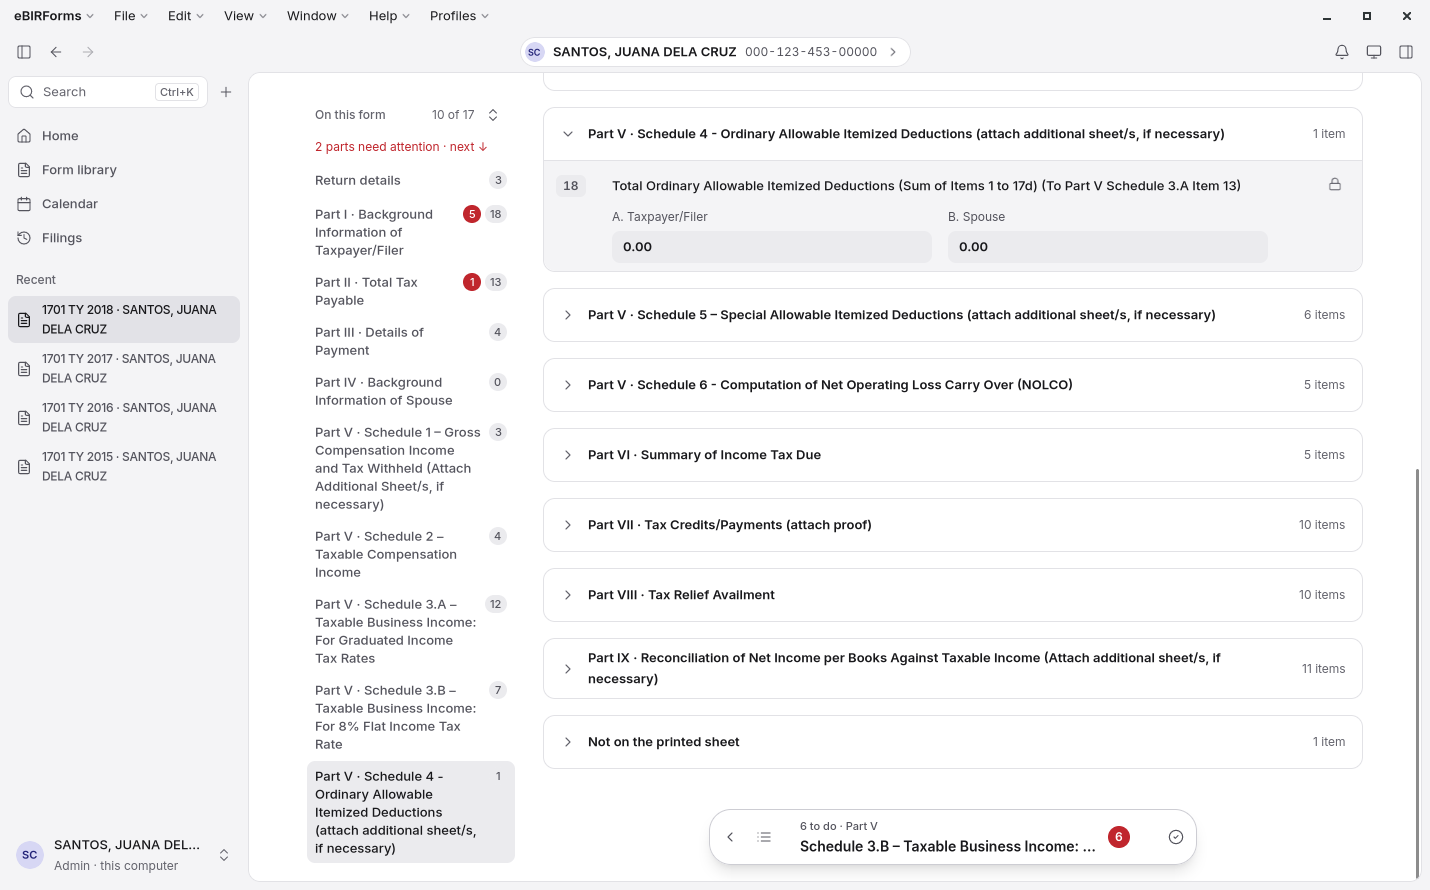 eBIRForms File Edit View Window Help Profiles
SC SANTOS, JUANA DELA CRUZ 000-123-453-00000
Search Ctrl+K
Home
Form library
Calendar
Filings
Recent
1701 TY 2018 · SANTOS, JUANA
DELA CRUZ
1701 TY 2017 · SANTOS, JUANA
DELA CRUZ
1701 TY 2016 · SANTOS, JUANA
DELA CRUZ
1701 TY 2015 · SANTOS, JUANA
DELA CRUZ
SC SANTOS, JUANA DEL...
Admin · this computer
On this form 10 of 17
2 parts need attention · next ↓
Return details 3
Part I · Background 5 18
Information of
Taxpayer/Filer
Part II · Total Tax 1 13
Payable
Part III · Details of 4
Payment
Part IV · Background 0
Information of Spouse
Part V · Schedule 1 – Gross 3
Compensation Income
and Tax Withheld (Attach
Additional Sheet/s, if
necessary)
Part V · Schedule 2 – 4
Taxable Compensation
Income
Part V · Schedule 3.A – 12
Taxable Business Income:
For Graduated Income
Tax Rates
Part V · Schedule 3.B – 7
Taxable Business Income:
For 8% Flat Income Tax
Rate
Part V · Schedule 4 - 1
Ordinary Allowable
Itemized Deductions
(attach additional sheet/s,
if necessary)
Part V · Schedule 4 - Ordinary Allowable Itemized Deductions (attach additional sheet/s, if necessary) 1 item
18 Total Ordinary Allowable Itemized Deductions (Sum of Items 1 to 17d) (To Part V Schedule 3.A Item 13)
A. Taxpayer/Filer B. Spouse
0.00 0.00
Part V · Schedule 5 – Special Allowable Itemized Deductions (attach additional sheet/s, if necessary) 6 items
Part V · Schedule 6 - Computation of Net Operating Loss Carry Over (NOLCO) 5 items
Part VI · Summary of Income Tax Due 5 items
Part VII · Tax Credits/Payments (attach proof) 10 items
Part VIII · Tax Relief Availment 10 items
Part IX · Reconciliation of Net Income per Books Against Taxable Income (Attach additional sheet/s, if
necessary) 11 items
Not on the printed sheet 1 item
6 to do · Part V
Schedule 3.B – Taxable Business Income: ... 6